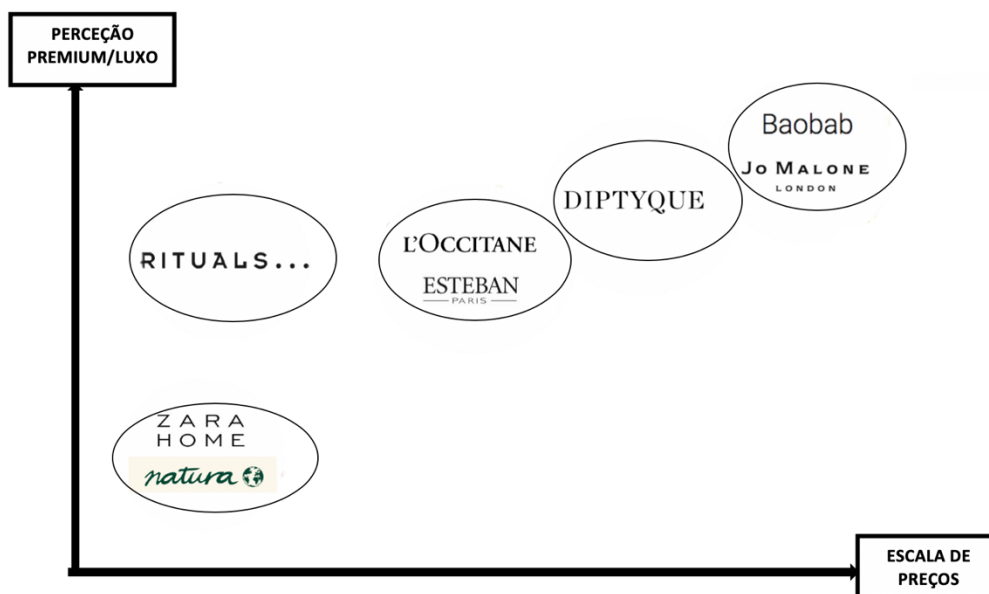 PERCEÇÃO
PREMIUM/LUXO
Baobab
JO MALONE
LONDON
DIPTYQUE
L'OCCITANE
ESTEBAN
PARIS
RITUALS...
ZARA
HOME
natura
ESCALA DE
PREÇOS